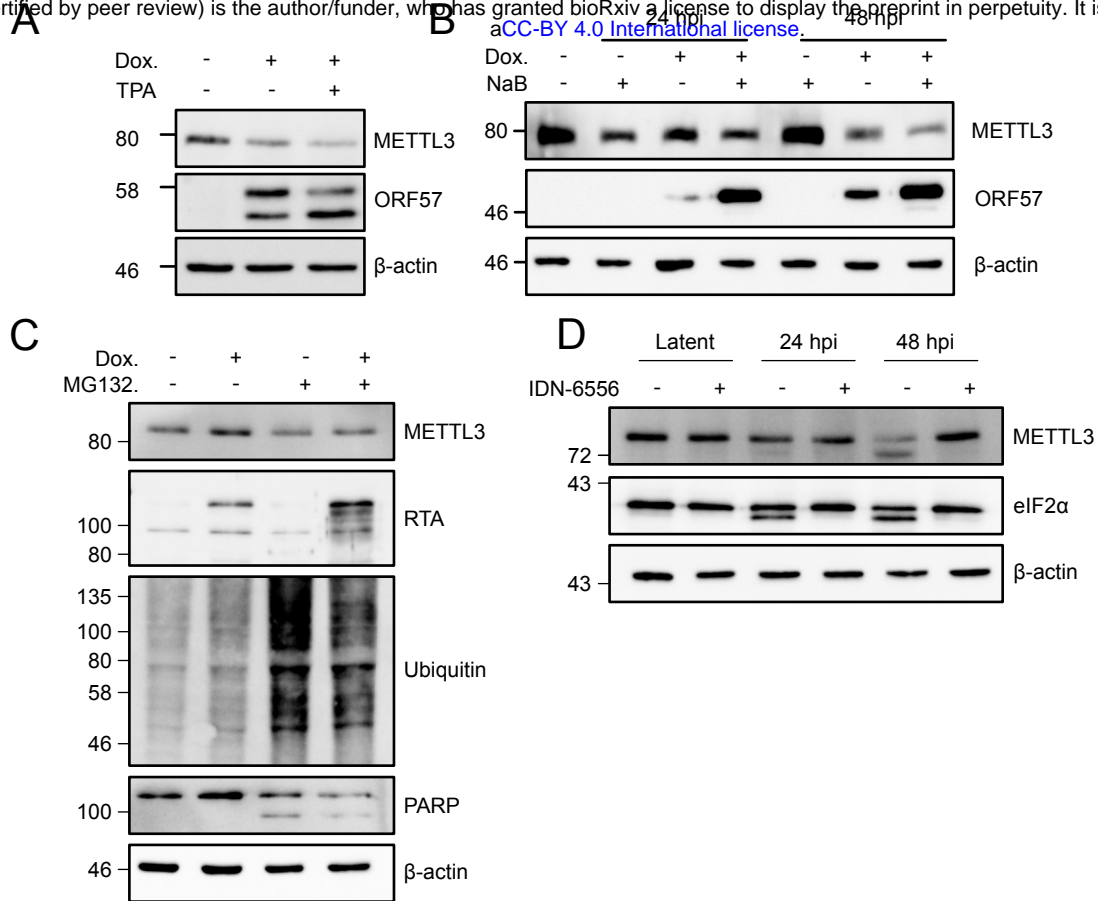 rtified by peer review) is the author/funder, who has granted bioRxiv a license to display the preprint in perpetuity. It is
aCC-BY 4.0 International license.
A
Dox. - + +
TPA - - +
80 METTL3
58 ORF57
46 β-actin
B
24 hpi 48 hpi
Dox. - - + + - + +
NaB - + - + + - +
80 METTL3
46 ORF57
46 β-actin
C
Dox. - + - +
MG132. - - + +
80 METTL3
100 RTA
80
135
100
80 Ubiquitin
58
46
100 PARP
46 β-actin
D
Latent 24 hpi 48 hpi
IDN-6556 - + - + - +
METTL3
72
43 eIF2α
43 β-actin